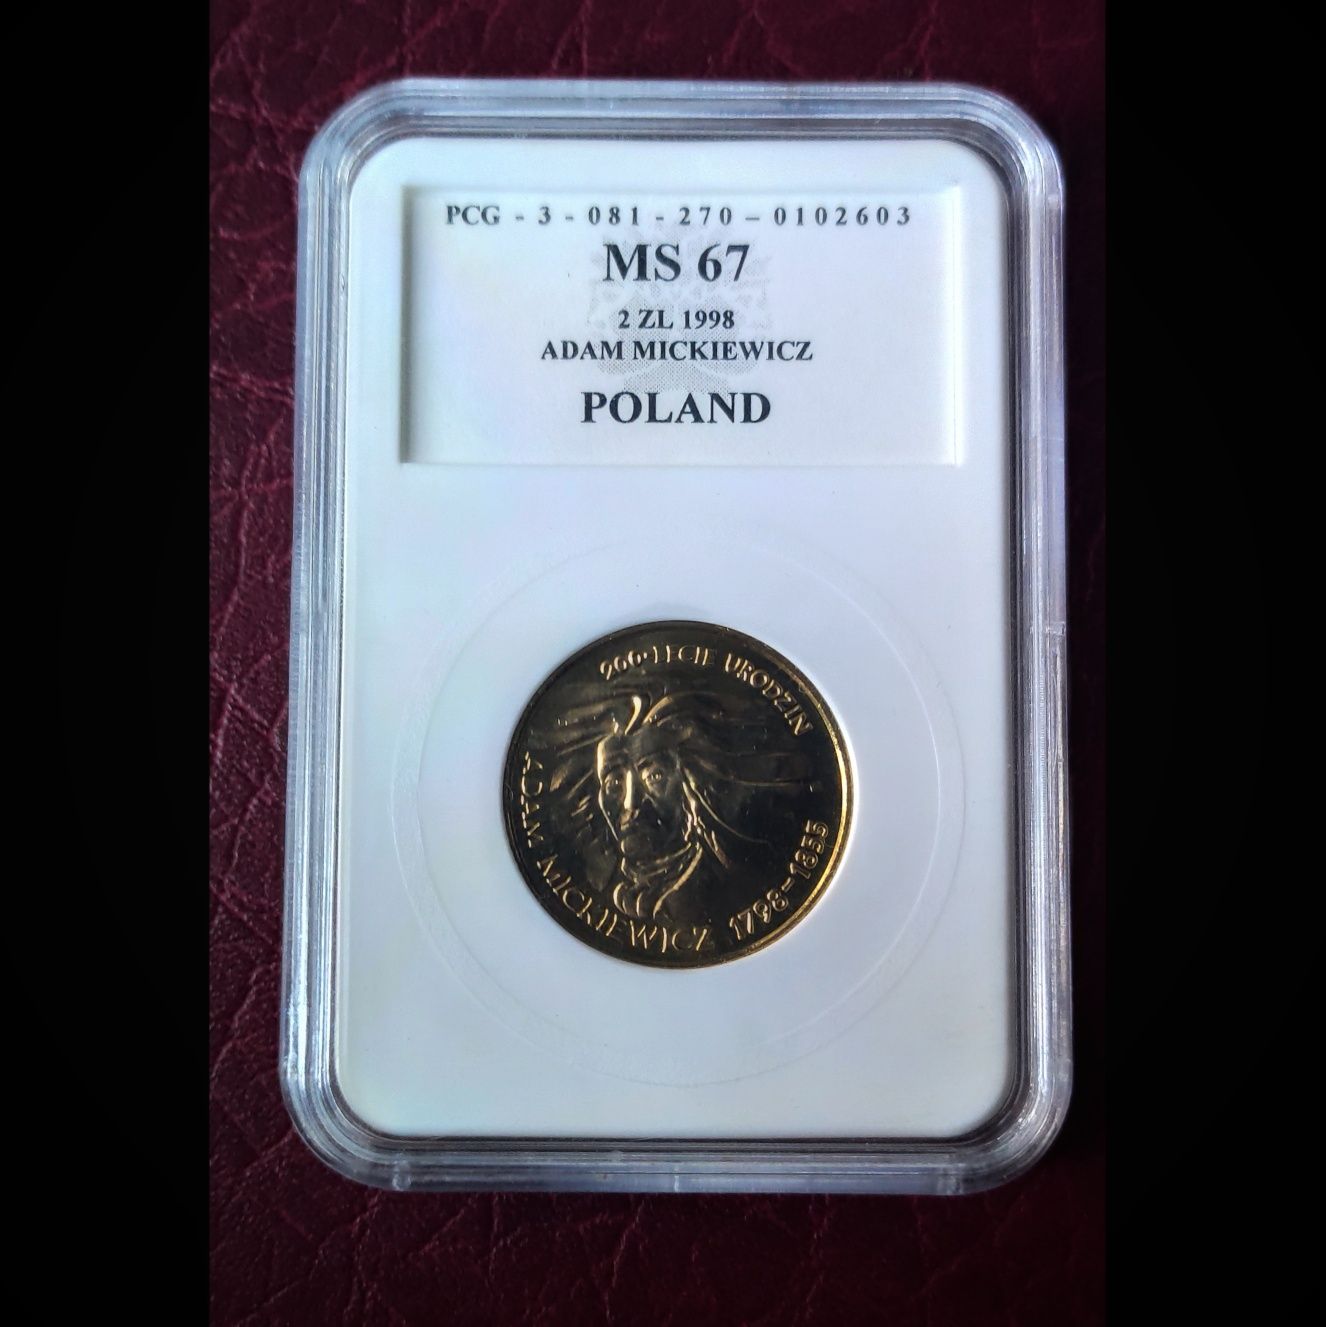 PCG - 3 - 081 - 270 - 0102603
MS 67
2 ZL 1998
ADAM MICKIEWICZ
POLAND
200-LECIE URODZIN
ADAM MICKIEWICZ 1798-1855